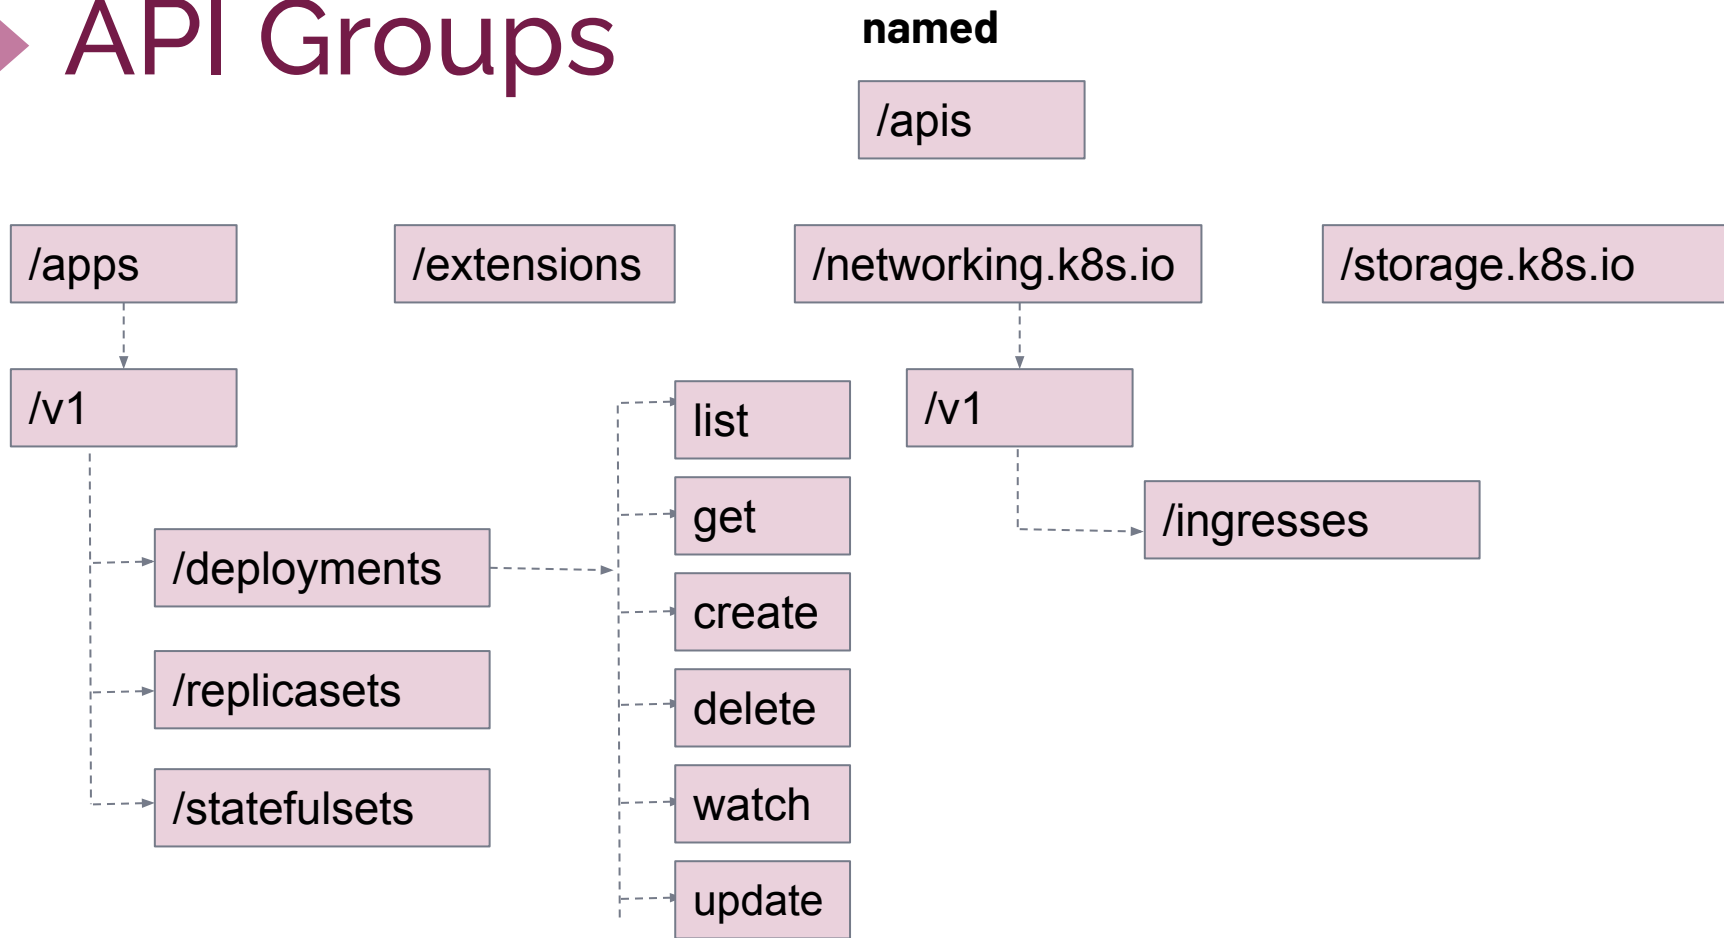 API Groups
named
/apis
/apps
/extensions
/networking.k8s.io
/storage.k8s.io
/v1
/v1
list
get
create
delete
watch
update
/deployments
/replicasets
/statefulsets
/ingresses